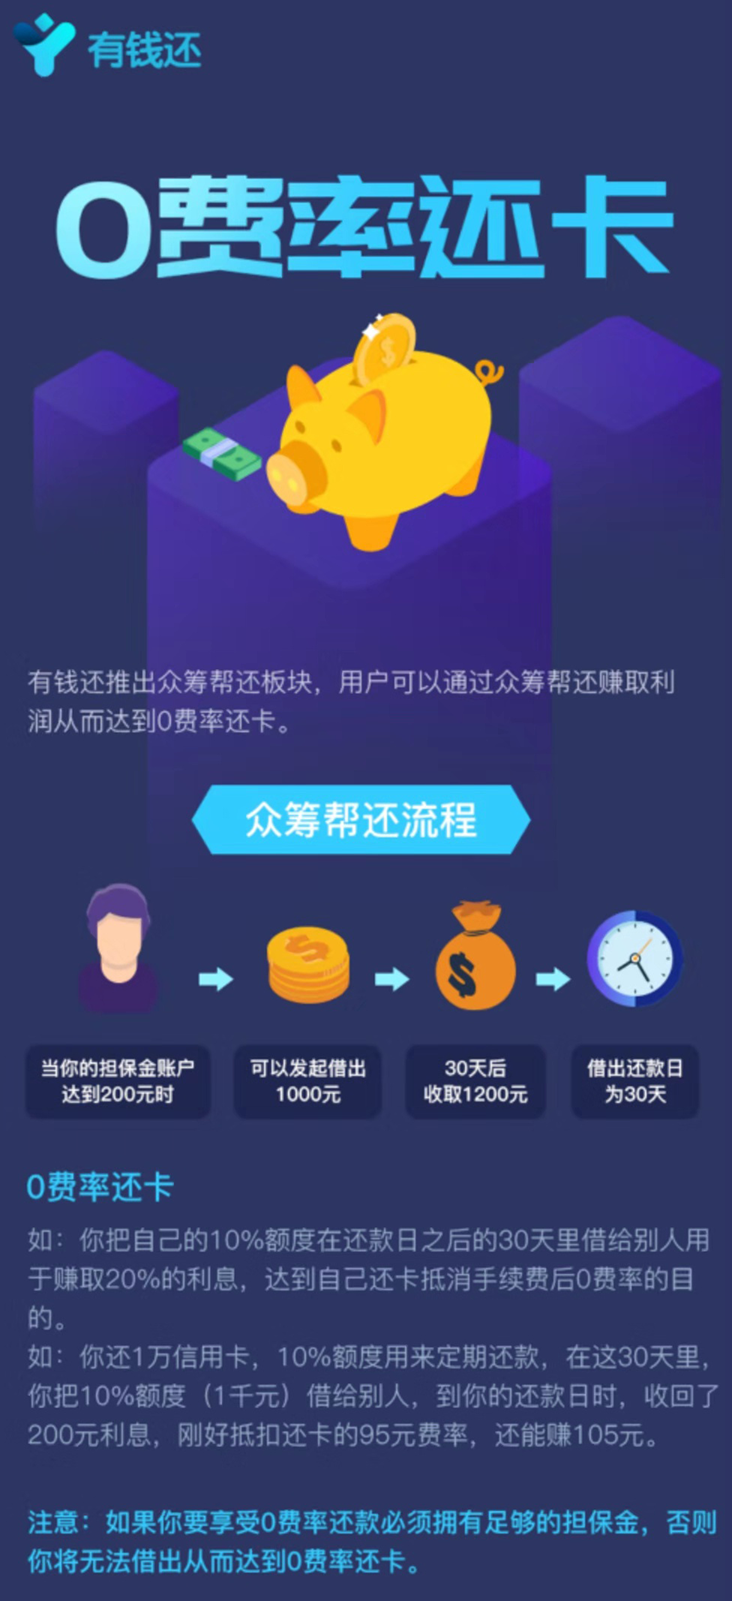 有钱还
0费率还卡
有钱还推出众筹帮还板块，用户可以通过众筹帮还赚取利
润从而达到0费率还卡。
众筹帮还流程
当你的担保金账户
达到200元时
可以发起借出
1000元
30天后
收取1200元
借出还款日
为30天
0费率还卡
如：你把自己的10%额度在还款日之后的30天里借给别人用
于赚取20%的利息，达到自己还卡抵消手续费后0费率的目
的。
如：你还1万信用卡，10%额度用来定期还款，在这30天里，
你把10%额度（1千元）借给别人，到你的还款日时，收回了
200元利息，刚好抵扣还卡的95元费率，还能赚105元。
注意：如果你要享受0费率还款必须拥有足够的担保金，否则
你将无法借出从而达到0费率还卡。